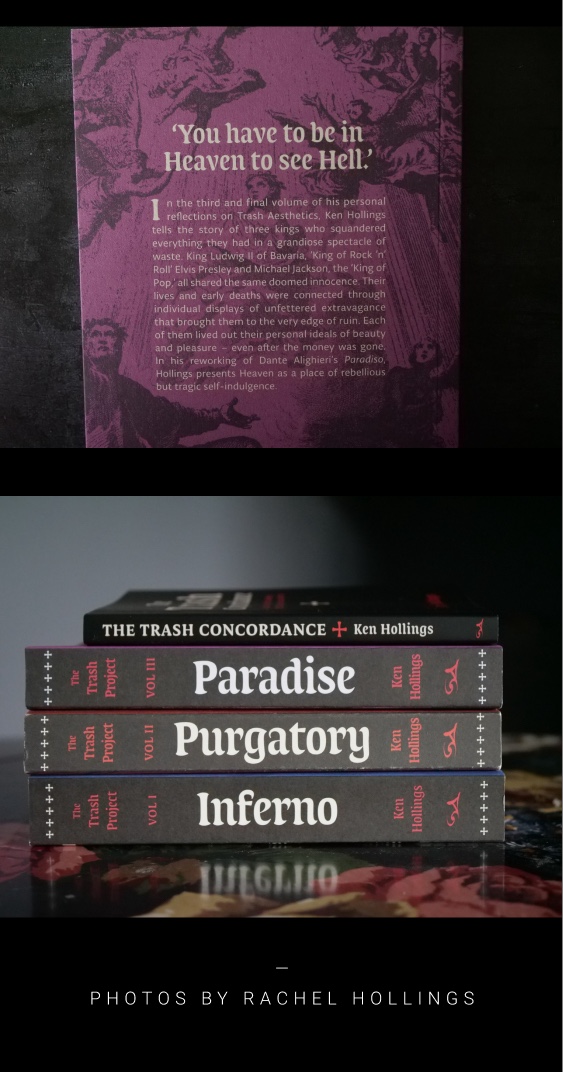 ‘You have to be in
Heaven to see Hell.’
In the third and final volume of his personal
reflections on Trash Aesthetics, Ken Hollings
tells the story of three kings who squandered
everything they had in a grandiose spectacle of
waste. King Ludwig II of Bavaria, ‘King of Rock ‘n’
Roll’ Elvis Presley and Michael Jackson, the ‘King of
Pop,’ all shared the same doomed innocence. Their
lives and early deaths were connected through
individual displays of unfettered extravagance
that brought them to the very edge of ruin. Each
of them lived out their personal ideals of beauty
and pleasure – even after the money was gone.
In his reworking of Dante Alighieri’s Paradiso,
Hollings presents Heaven as a place of rebellious
but tragic self-indulgence.
THE TRASH CONCORDANCE Ken Hollings
The Trash Project VOL III Paradise Ken Hollings
The Trash Project VOL II Purgatory Ken Hollings
The Trash Project VOL I Inferno Ken Hollings
PHOTOS BY RACHEL HOLLINGS